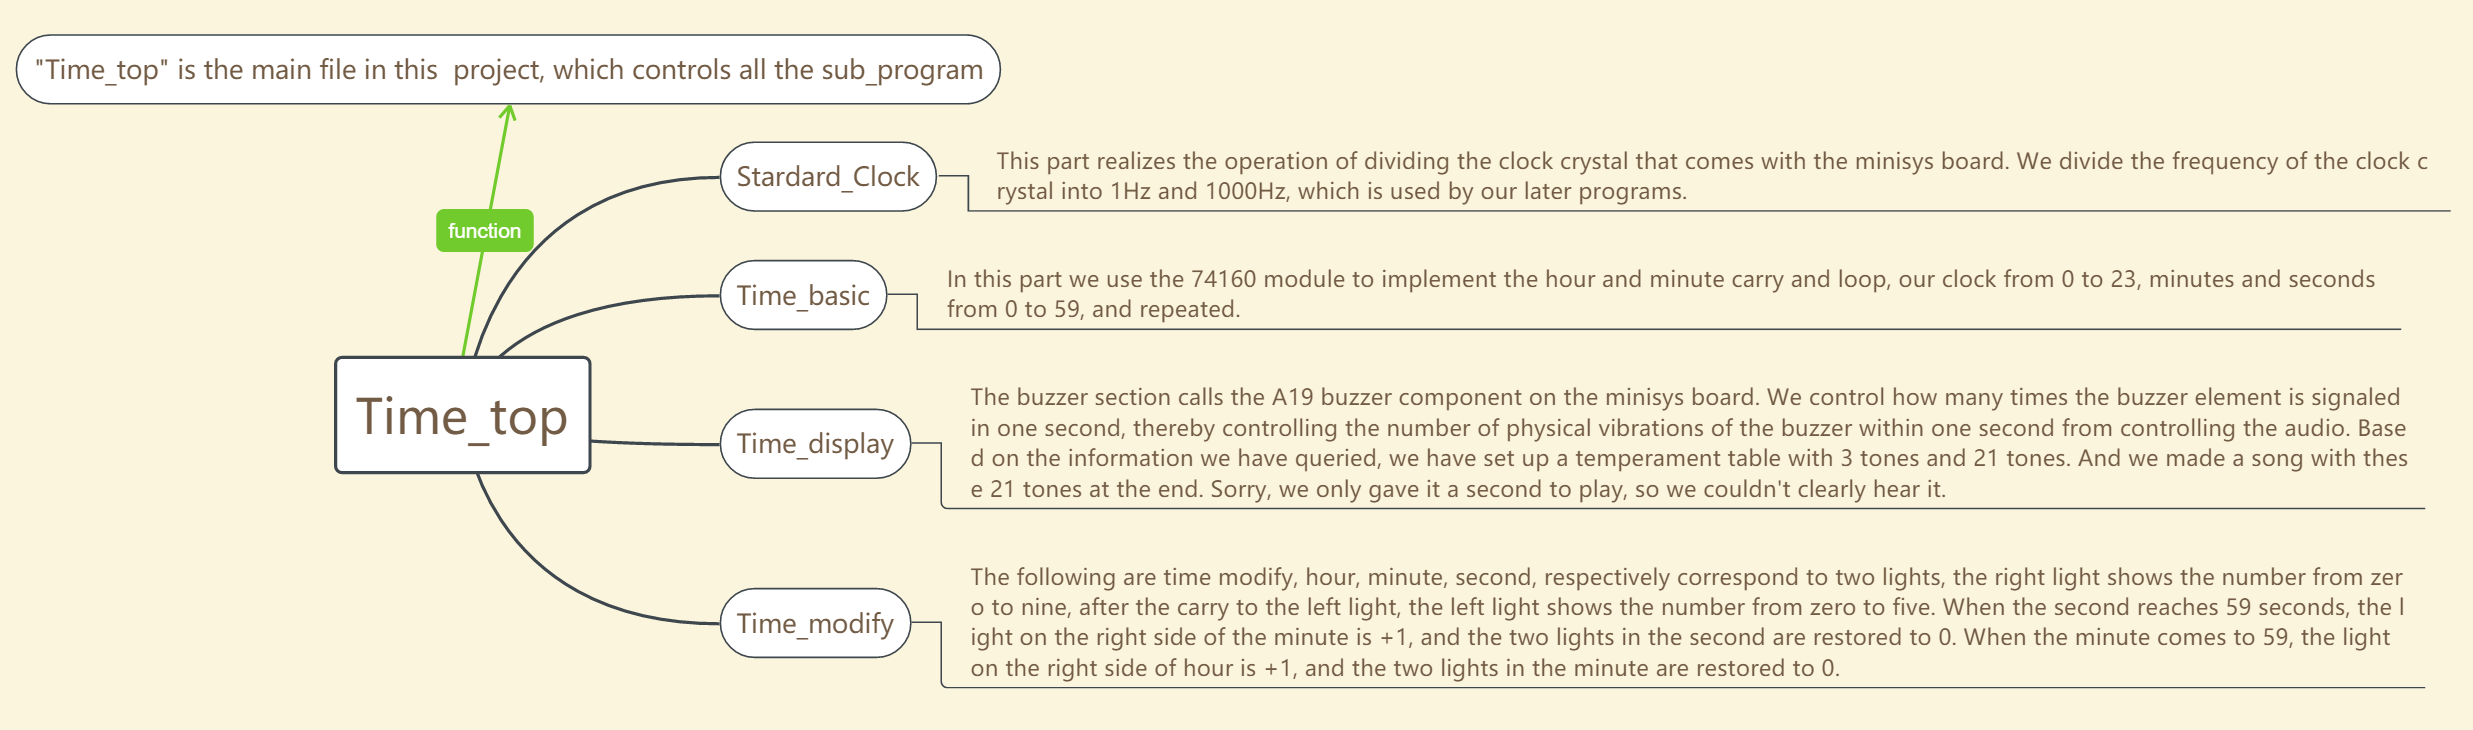 "Time_top" is the main file in this  project, which controls all the sub_program
function
Time_top
Stardard_Clock
This part realizes the operation of dividing the clock crystal that comes with the minisys board. We divide the frequency of the clock c
rystal into 1Hz and 1000Hz, which is used by our later programs.
Time_basic
In this part we use the 74160 module to implement the hour and minute carry and loop, our clock from 0 to 23, minutes and seconds
from 0 to 59, and repeated.
Time_display
The buzzer section calls the A19 buzzer component on the minisys board. We control how many times the buzzer element is signaled
in one second, thereby controlling the number of physical vibrations of the buzzer within one second from controlling the audio. Base
d on the information we have queried, we have set up a temperament table with 3 tones and 21 tones. And we made a song with thes
e 21 tones at the end. Sorry, we only gave it a second to play, so we couldn't clearly hear it.
Time_modify
The following are time modify, hour, minute, second, respectively correspond to two lights, the right light shows the number from zer
o to nine, after the carry to the left light, the left light shows the number from zero to five. When the second reaches 59 seconds, the l
ight on the right side of the minute is +1, and the two lights in the second are restored to 0. When the minute comes to 59, the light
on the right side of hour is +1, and the two lights in the minute are restored to 0.